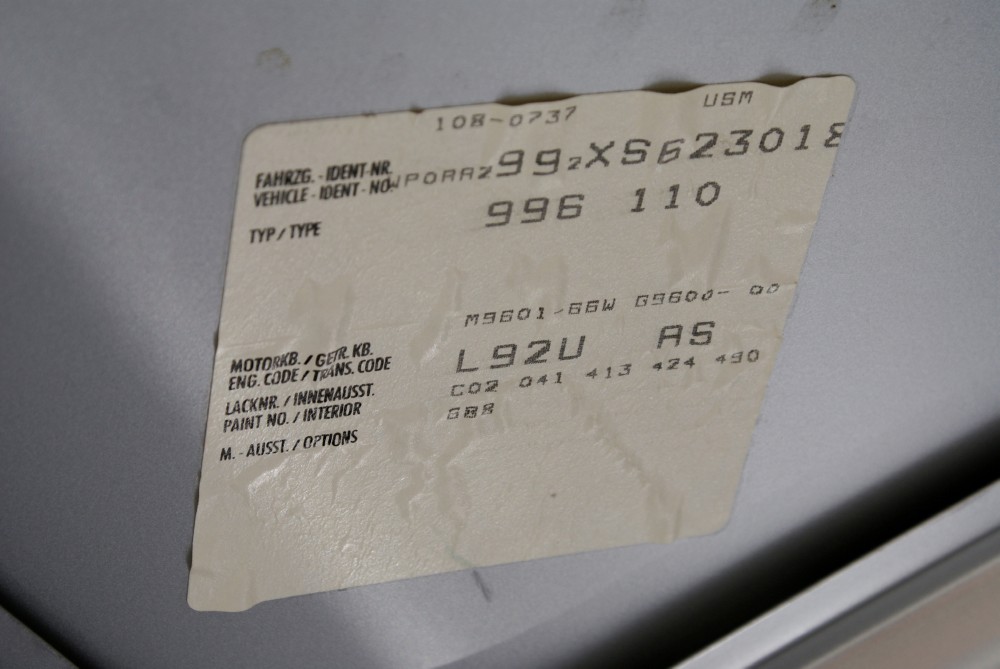 108-0737 USM
FAHRZG. - IDENT-NR.
VEHICLE - IDENT - NO. WP0AA2992XS623018
TYP / TYPE 996 110
MOTORKB. / GETR. KB.
ENG. CODE / TRANS. CODE M9601-66W G9600- 00
LACKNR. / INNENAUSST.
PAINT NO. / INTERIOR L92U AS
M. - AUSST. / OPTIONS C02 041 413 424 490
688